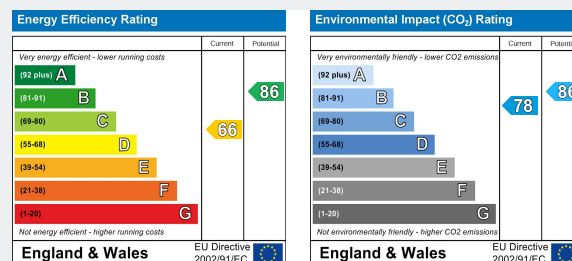 Energy Efficiency Rating
Current Potential
Very energy efficient - lower running costs
(92 plus) A
(81-91) B
86
(69-80) C
66
(55-68) D
(39-54) E
(21-38) F
(1-20) G
Not energy efficient - higher running costs
England & Wales
EU Directive
2002/91/EC
Environmental Impact (CO₂) Rating
Current Potential
Very environmentally friendly - lower CO2 emissions
(92 plus) A
(81-91) B
86
78
(69-80) C
(55-68) D
(39-54) E
(21-38) F
(1-20) G
Not environmentally friendly - higher CO2 emissions
England & Wales
EU Directive
2002/91/EC